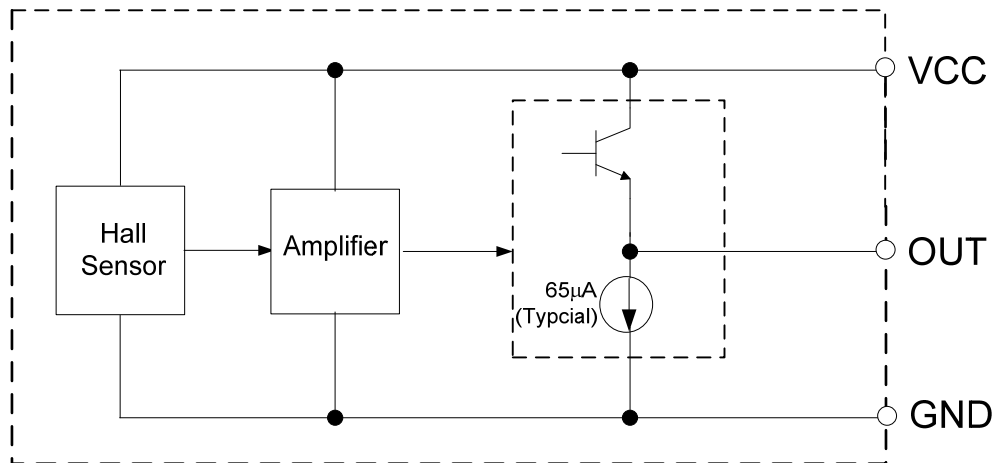 VCC
Hall
Sensor
Amplifier
OUT
65μA
(Typcial)
GND